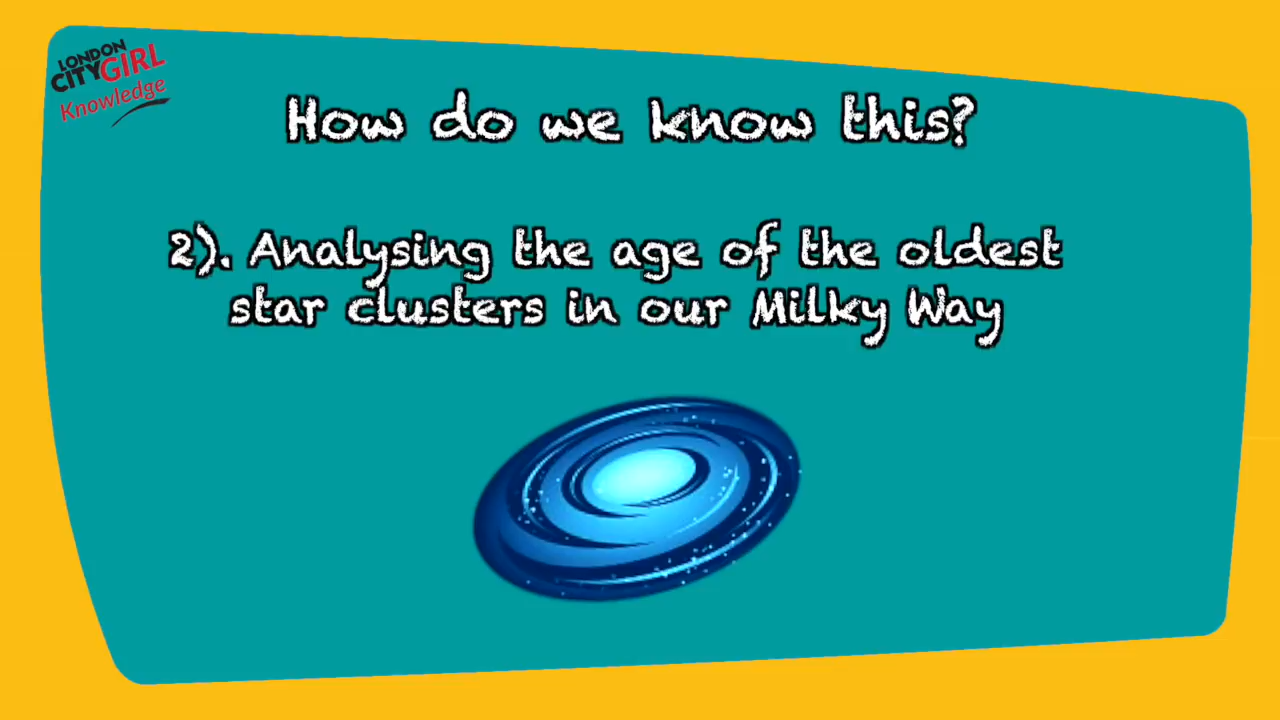 LONDON
CITYGIRL
Knowledge
How do we know this?
2). Analysing the age of the oldest
star clusters in our Milky Way